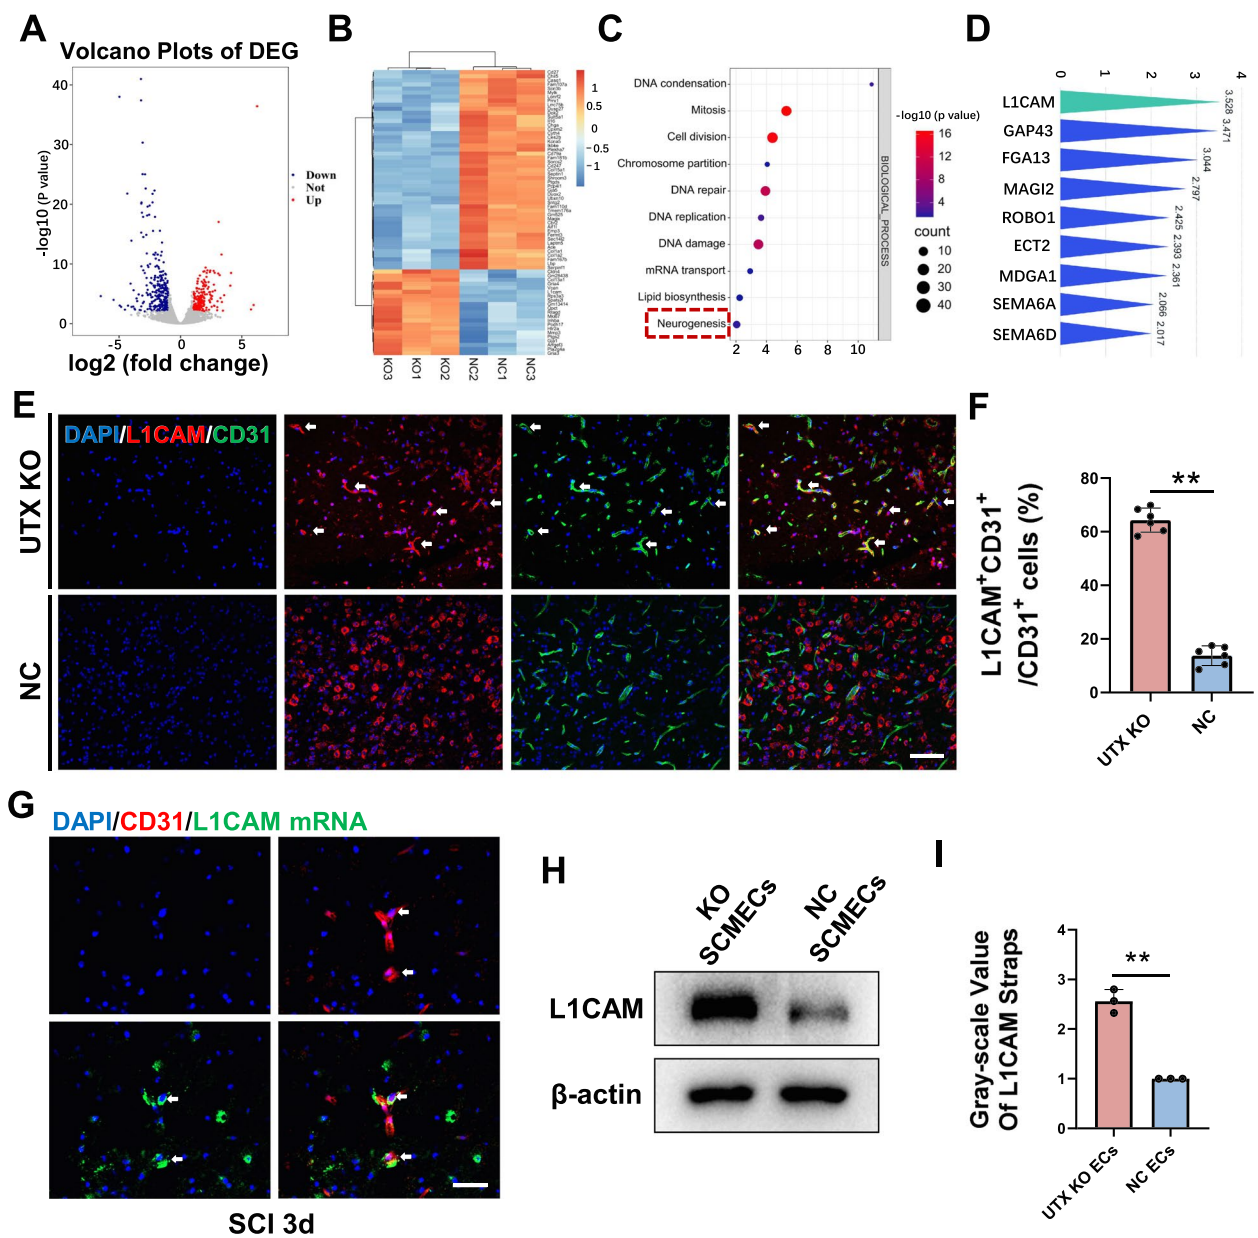 A
Volcano Plots of DEG
40
30
20
10
0
-log10 (P value)
-5
0
5
log2 (fold change)
Down
Not
Up
B
1
0.5
0
−0.5
−1
KO3
KO1
KO2
NC2
NC1
NC3
C
DNA condensation
Mitosis
Cell division
Chromosome partition
DNA repair
DNA replication
DNA damage
mRNA transport
Lipid biosynthesis
Neurogenesis
2
4
6
8
10
BIOLOGICAL_PROCESS
-log10 (p value)
16
12
8
4
count
10
20
30
40
D
0
1
2
3
4
L1CAM
3.528
GAP43
3.471
FGA13
3.044
MAGI2
2.797
ROBO1
2.425
ECT2
2.393
MDGA1
2.361
SEMA6A
2.066
SEMA6D
2.017
E
UTX KO
DAPI/L1CAM/CD31
NC
F
L1CAM+CD31+
/CD31+ cells (%)
80
60
40
20
0
**
UTX KO
NC
G
DAPI/CD31/L1CAM mRNA
SCI 3d
H
KO
SCMECs
NC
SCMECs
L1CAM
β-actin
I
Gray-scale Value
Of L1CAM Straps
4
3
2
1
0
**
UTX KO ECs
NC ECs